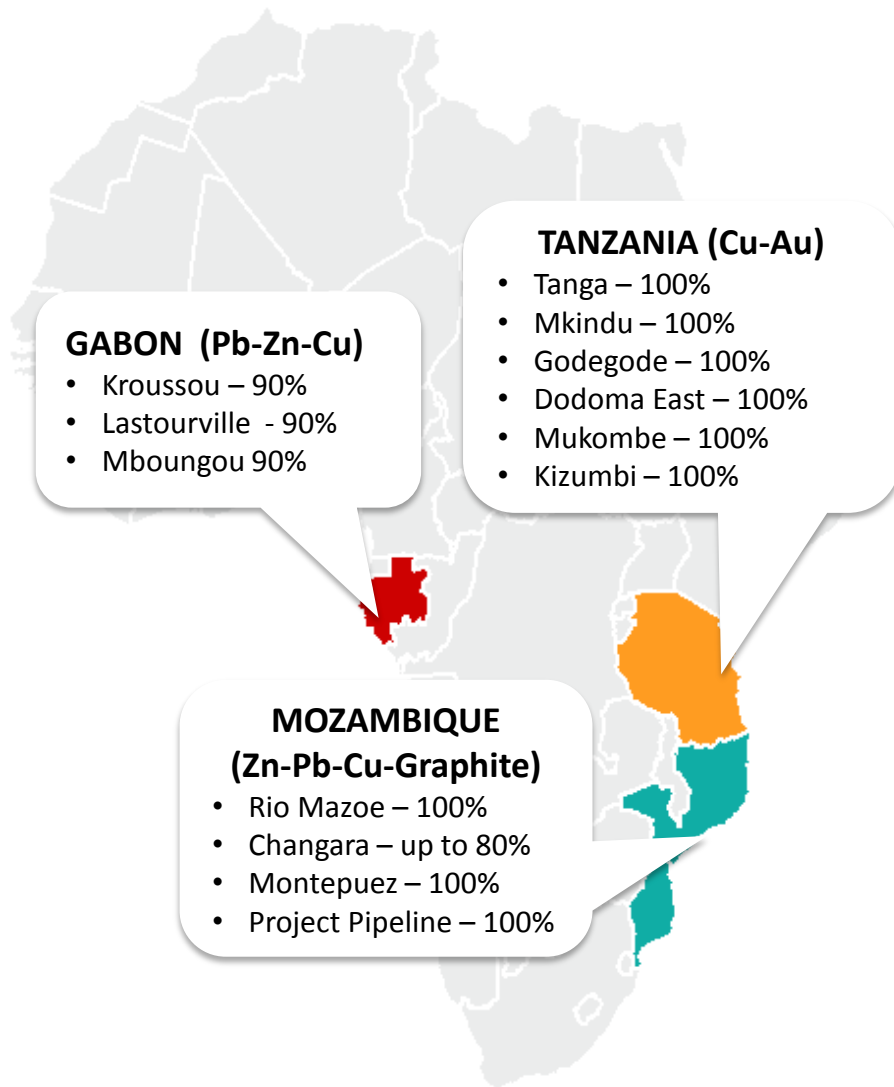 TANZANIA (Cu-Au)
• Tanga – 100%
• Mkindu – 100%
• Godegode – 100%
• Dodoma East – 100%
• Mukombe – 100%
• Kizumbi – 100%
GABON (Pb-Zn-Cu)
• Kroussou – 90%
• Lastourville - 90%
• Mboungou 90%
MOZAMBIQUE
(Zn-Pb-Cu-Graphite)
• Rio Mazoe – 100%
• Changara – up to 80%
• Montepuez – 100%
• Project Pipeline – 100%